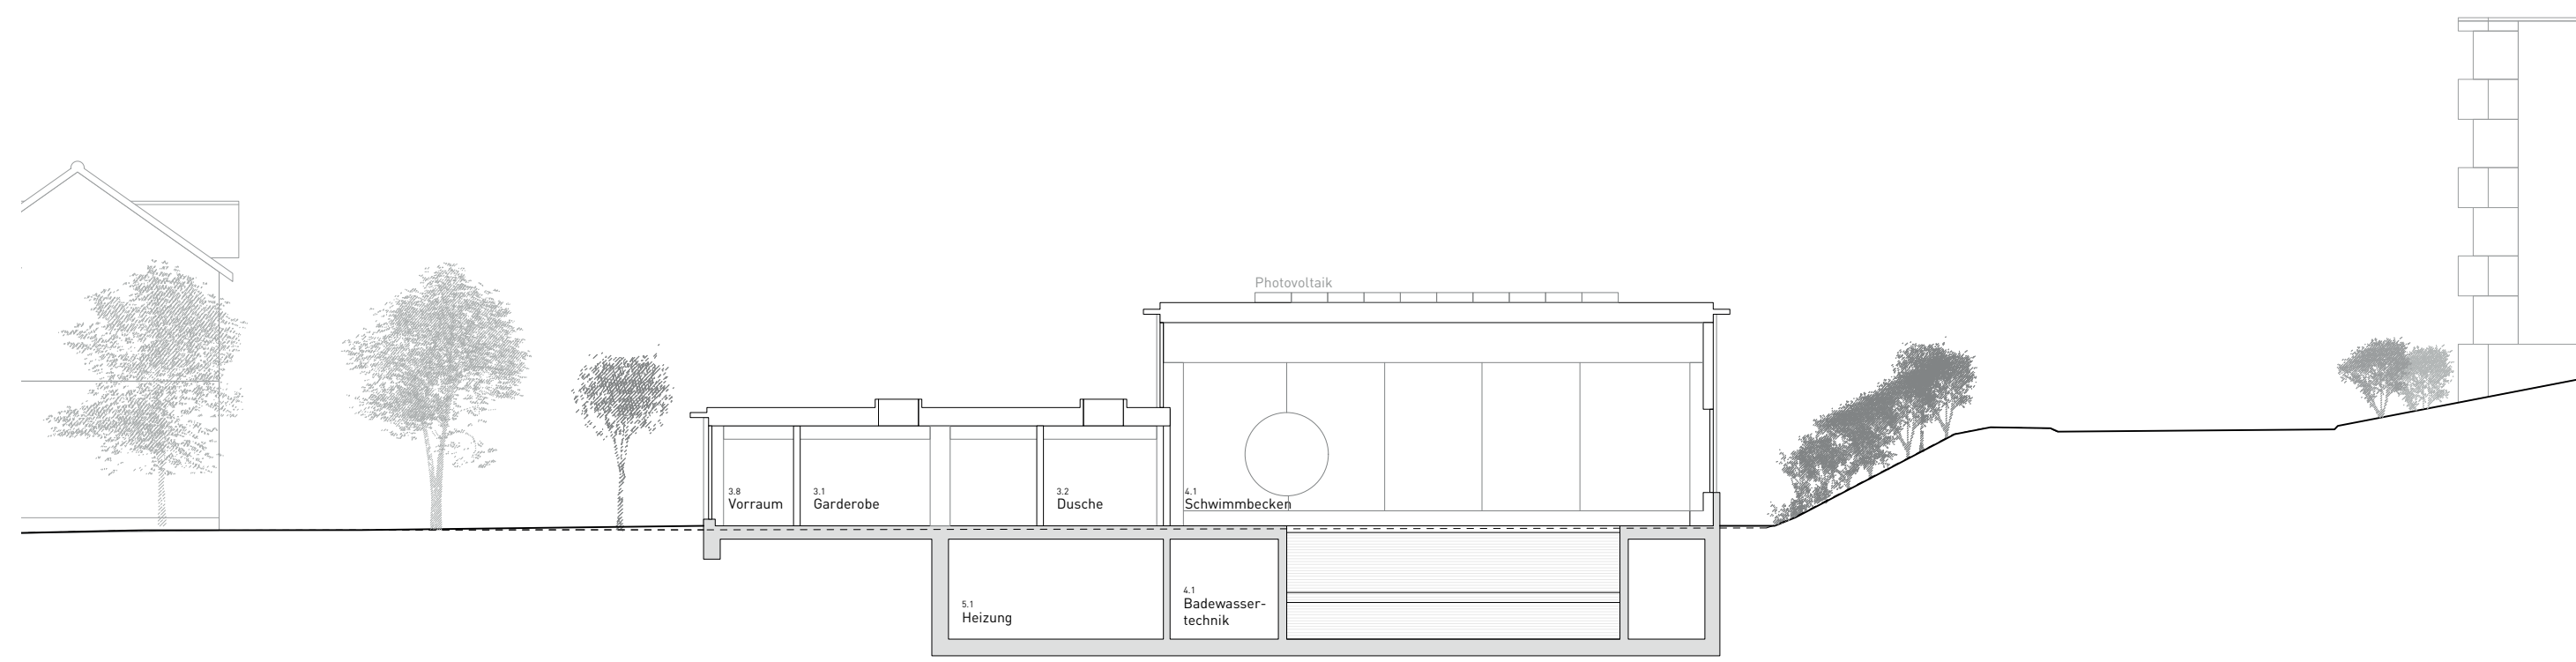 Photovoltaik
3.8
Vorraum
3.1
Garderobe
3.2
Dusche
4.1
Schwimmbecken
5.1
Heizung
4.1
Badewasser-
technik